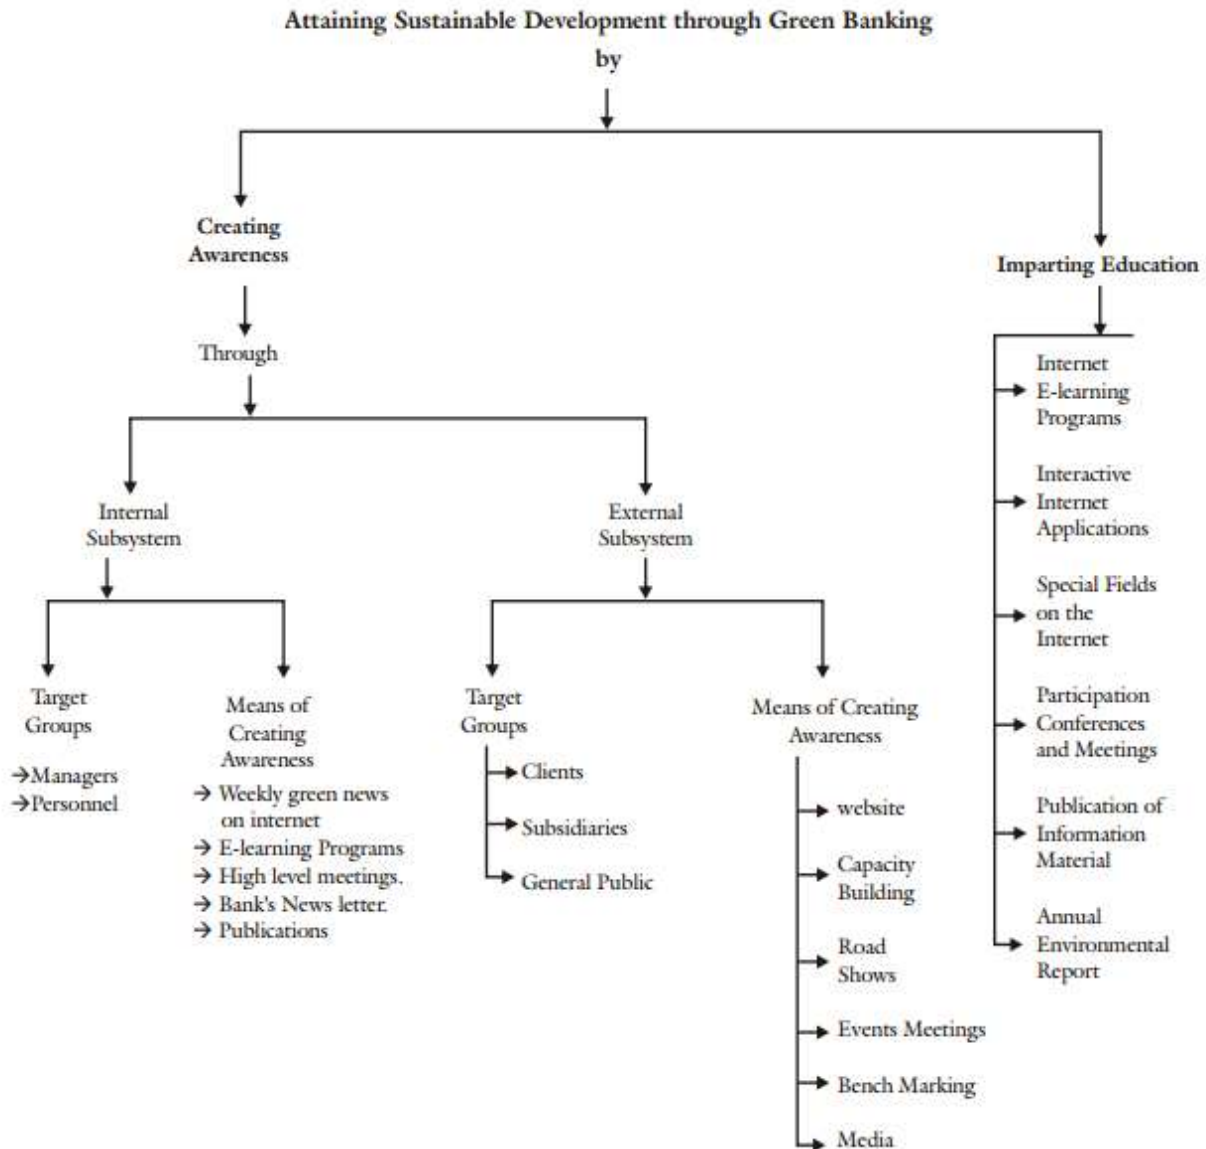 Attaining Sustainable Development through Green Banking
by
Creating
Awareness
Through
Internal
Subsystem
Target
Groups
→Managers
→Personnel
Means of
Creating
Awareness
→ Weekly green news
on internet
→ E-learning Programs
→ High level meetings.
→ Bank's News letter.
→ Publications
External
Subsystem
Target
Groups
Clients
Subsidiaries
General Public
Means of Creating
Awareness
website
Capacity
Building
Road
Shows
Events Meetings
Bench Marking
Media
Imparting Education
Internet
E-learning
Programs
Interactive
Internet
Applications
Special Fields
on the
Internet
Participation
Conferences
and Meetings
Publication of
Information
Material
Annual
Environmental
Report